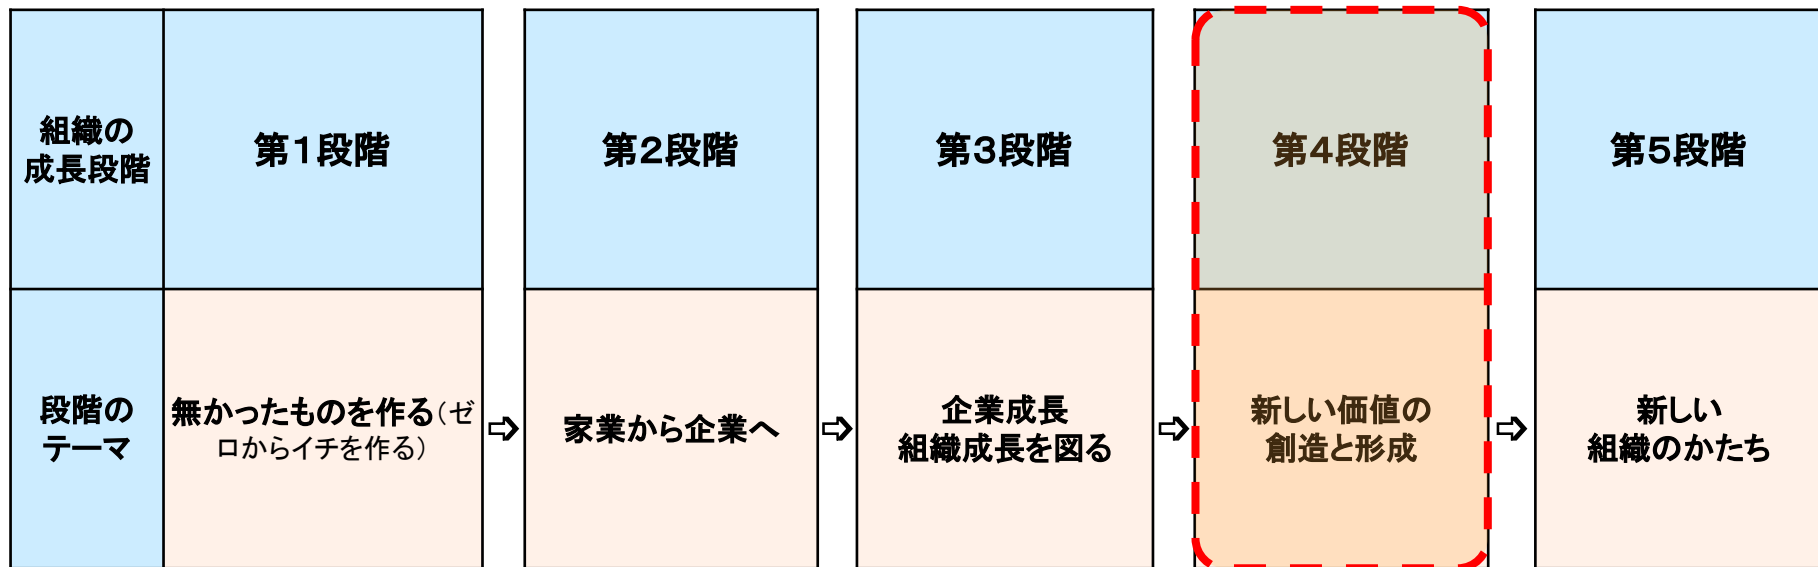 組織の
成長段階
第1段階
第2段階
第3段階
第4段階
第5段階
段階の
テーマ
無かったものを作る（ゼ
ロからイチを作る）
⇨
家業から企業へ
⇨
企業成長
組織成長を図る
⇨
新しい価値の
創造と形成
⇨
新しい
組織のかたち